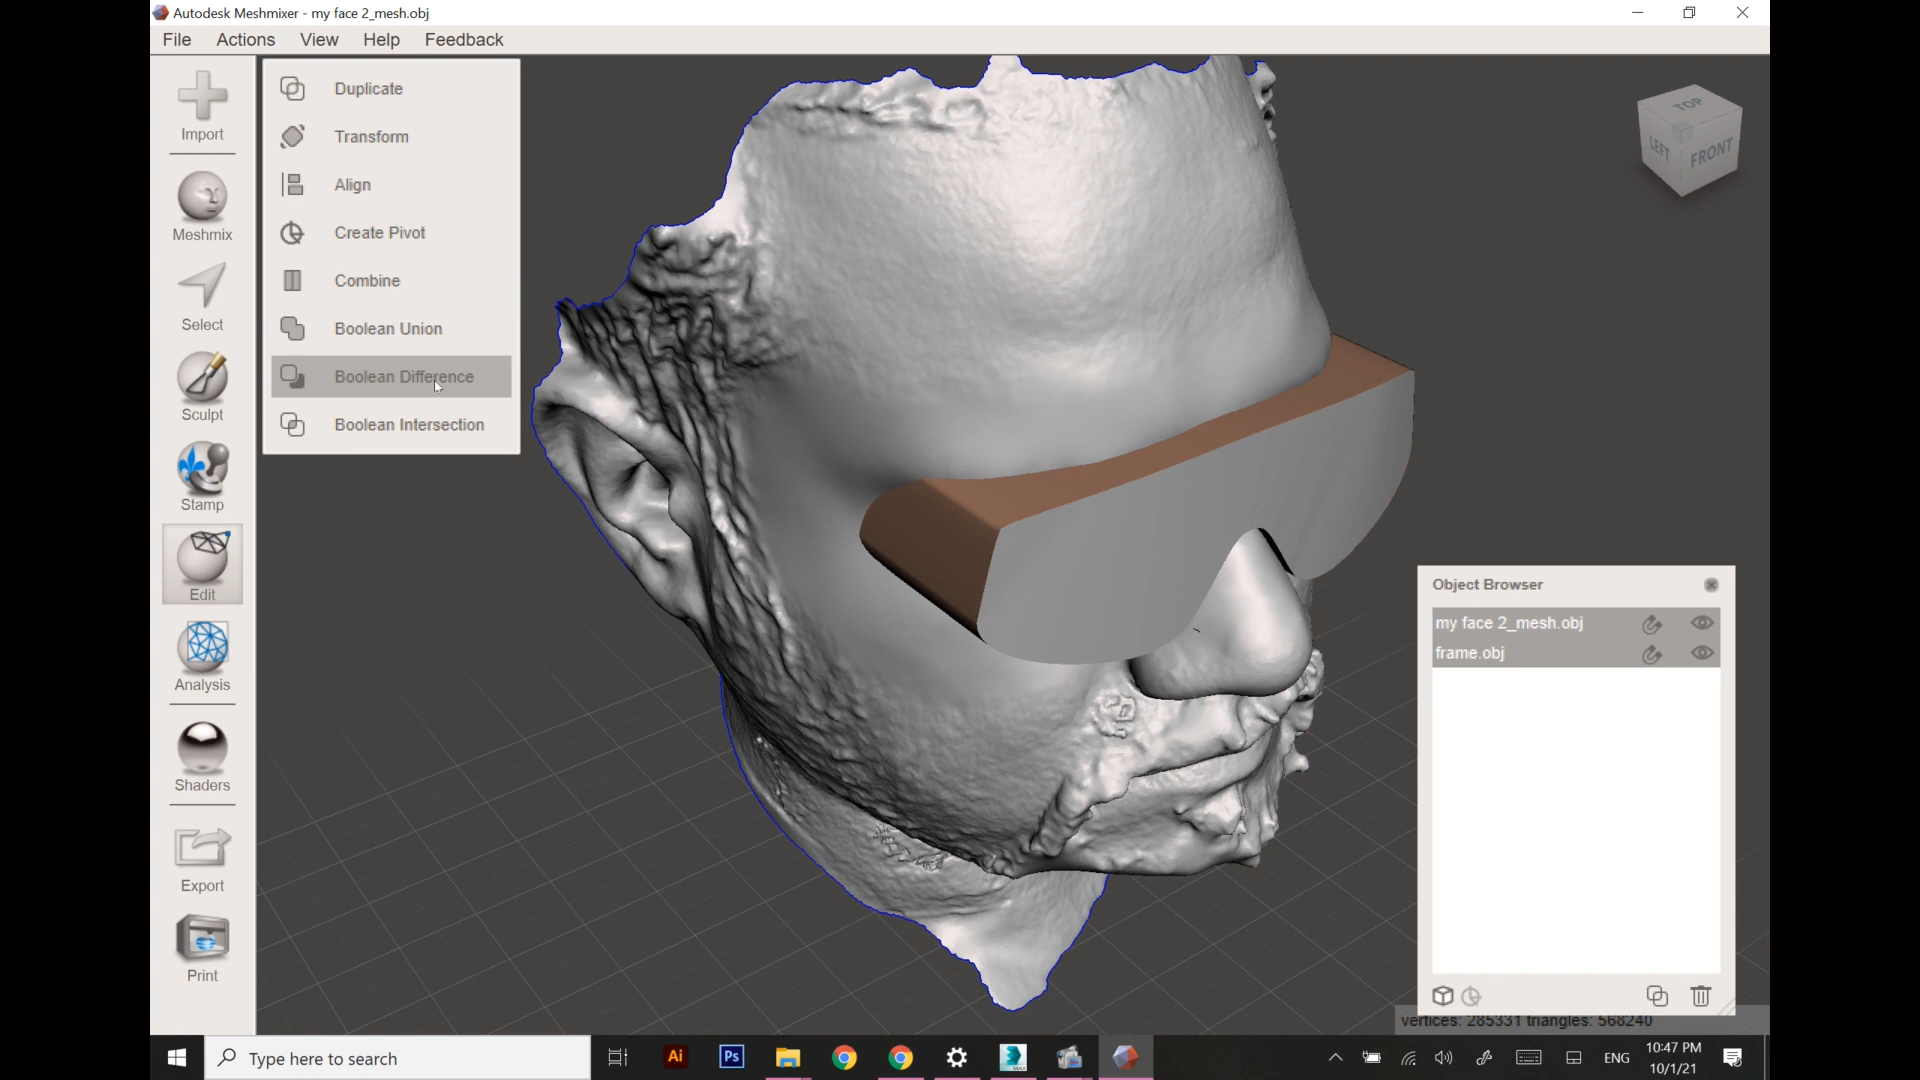 Autodesk Meshmixer - my face 2_mesh.obj
File Actions View Help Feedback
Import
Meshmix
Select
Sculpt
Stamp
Edit
Analysis
Shaders
Export
Print
Duplicate
Transform
Align
Create Pivot
Combine
Boolean Union
Boolean Difference
Boolean Intersection
TOP
LEFT
FRONT
Object Browser
my face 2_mesh.obj
frame.obj
vertices: 285331 triangles: 568240
Type here to search
Ai
Ps
MAX
ENG
10:47 PM
10/1/21